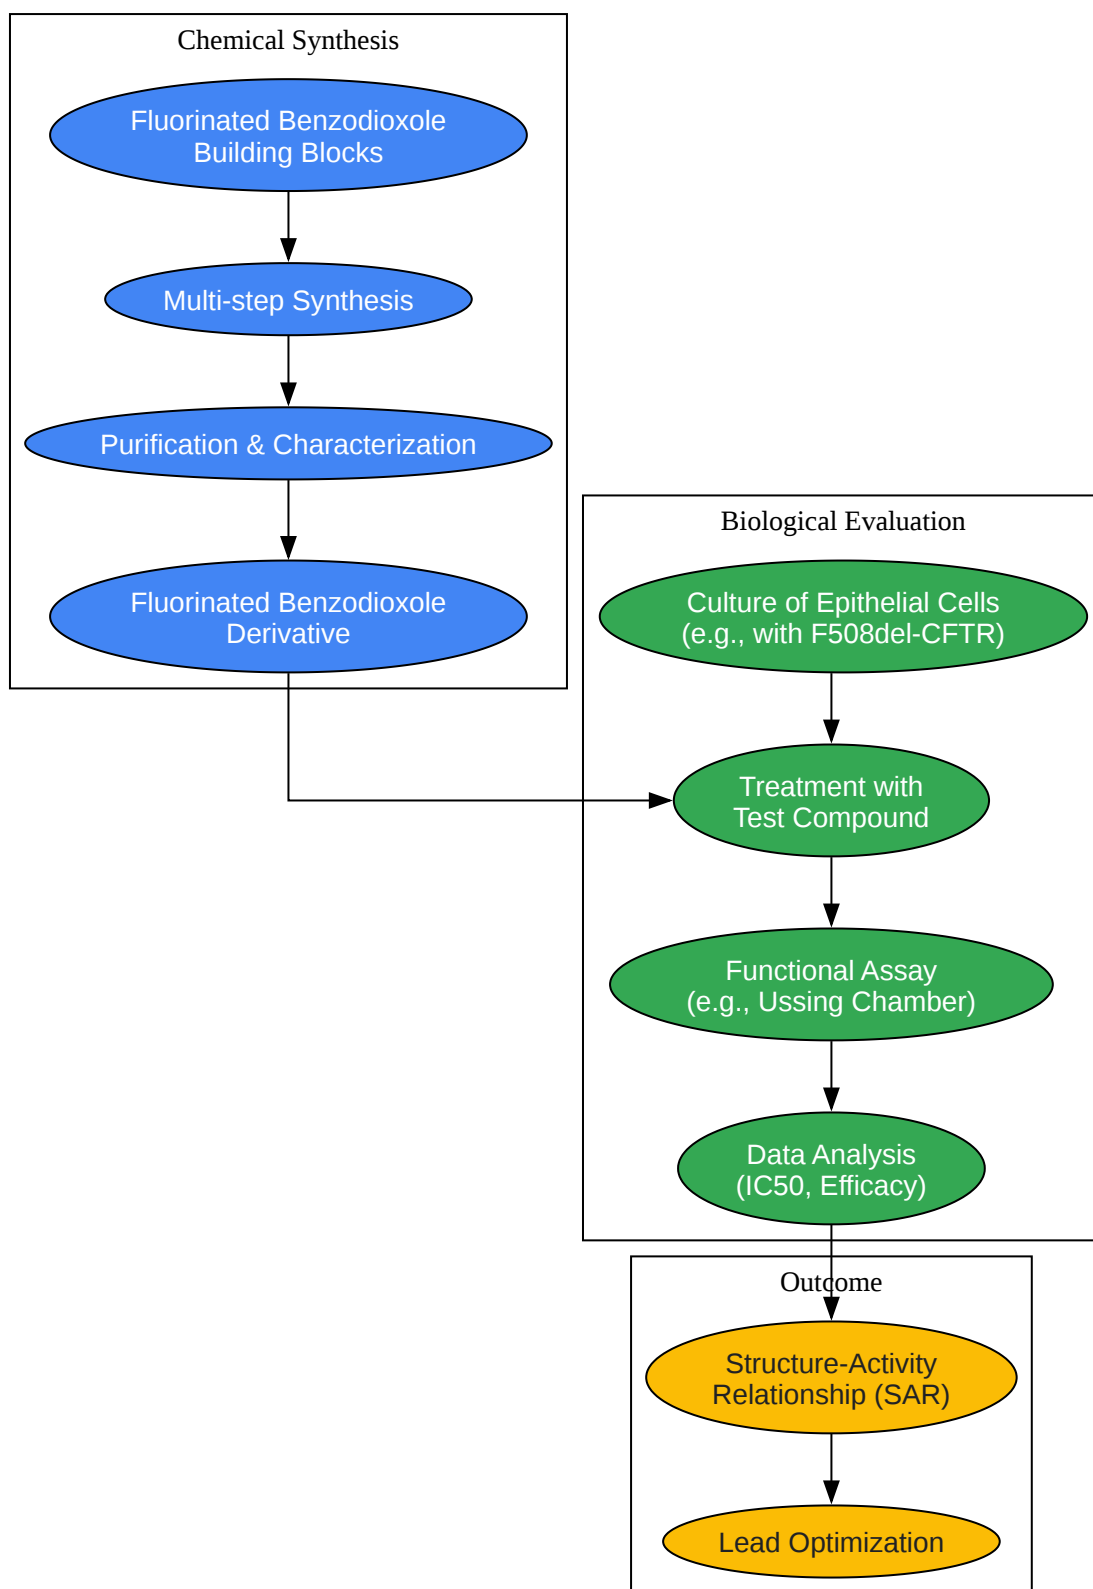 Chemical Synthesis
Fluorinated Benzodioxole
Building Blocks
Multi-step Synthesis
Purification & Characterization
Fluorinated Benzodioxole
Derivative
Biological Evaluation
Culture of Epithelial Cells
(e.g., with F508del-CFTR)
Treatment with
Test Compound
Functional Assay
(e.g., Ussing Chamber)
Data Analysis
(IC50, Efficacy)
Outcome
Structure-Activity
Relationship (SAR)
Lead Optimization